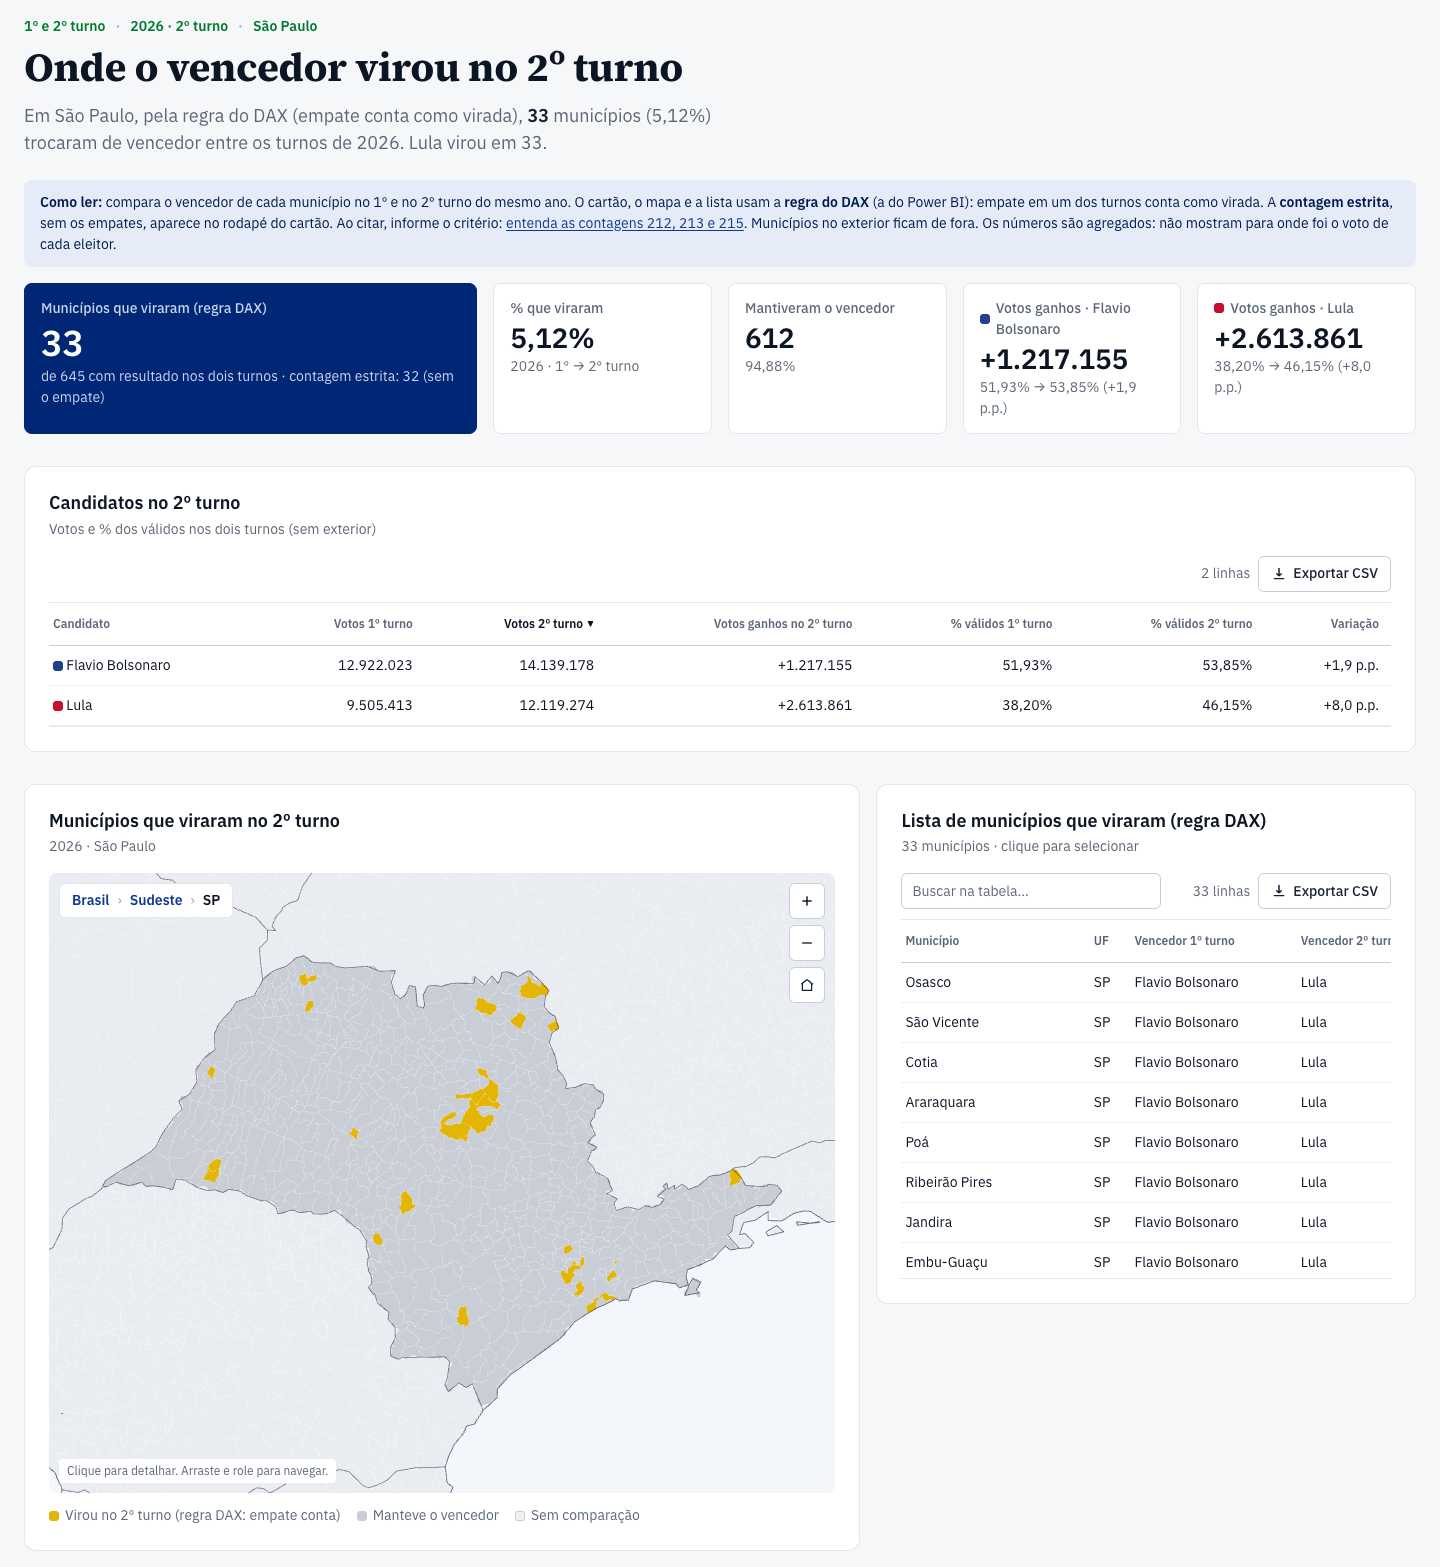 1º e 2º turno · 2026 · 2º turno · São Paulo
Onde o vencedor virou no 2º turno
Em São Paulo, pela regra do DAX (empate conta como virada), 33 municípios (5,12%)
trocaram de vencedor entre os turnos de 2026. Lula virou em 33.
Como ler: compara o vencedor de cada município no 1º e no 2º turno do mesmo ano. O cartão, o mapa e a lista usam a regra do DAX (a do Power BI): empate em um dos turnos conta como virada. A contagem estrita,
sem os empates, aparece no rodapé do cartão. Ao citar, informe o critério: entenda as contagens 212, 213 e 215. Municípios no exterior ficam de fora. Os números são agregados: não mostram para onde foi o voto de
cada eleitor.
Municípios que viraram (regra DAX)
33
de 645 com resultado nos dois turnos · contagem estrita: 32 (sem
o empate)
% que viraram
5,12%
2026 · 1º → 2º turno
Mantiveram o vencedor
612
94,88%
Votos ganhos · Flavio
Bolsonaro
+1.217.155
51,93% → 53,85% (+1,9
p.p.)
Votos ganhos · Lula
+2.613.861
38,20% → 46,15% (+8,0
p.p.)
Candidatos no 2º turno
Votos e % dos válidos nos dois turnos (sem exterior)
2 linhas Exportar CSV
Candidato Votos 1º turno Votos 2º turno ▼ Votos ganhos no 2º turno % válidos 1º turno % válidos 2º turno Variação
Flavio Bolsonaro 12.922.023 14.139.178 +1.217.155 51,93% 53,85% +1,9 p.p.
Lula 9.505.413 12.119.274 +2.613.861 38,20% 46,15% +8,0 p.p.
Municípios que viraram no 2º turno
2026 · São Paulo
Brasil › Sudeste › SP
+
−
Clique para detalhar. Arraste e role para navegar.
Virou no 2º turno (regra DAX: empate conta) Manteve o vencedor Sem comparação
Lista de municípios que viraram (regra DAX)
33 municípios · clique para selecionar
Buscar na tabela... 33 linhas Exportar CSV
Município UF Vencedor 1º turno Vencedor 2º turn
Osasco SP Flavio Bolsonaro Lula
São Vicente SP Flavio Bolsonaro Lula
Cotia SP Flavio Bolsonaro Lula
Araraquara SP Flavio Bolsonaro Lula
Poá SP Flavio Bolsonaro Lula
Ribeirão Pires SP Flavio Bolsonaro Lula
Jandira SP Flavio Bolsonaro Lula
Embu-Guaçu SP Flavio Bolsonaro Lula